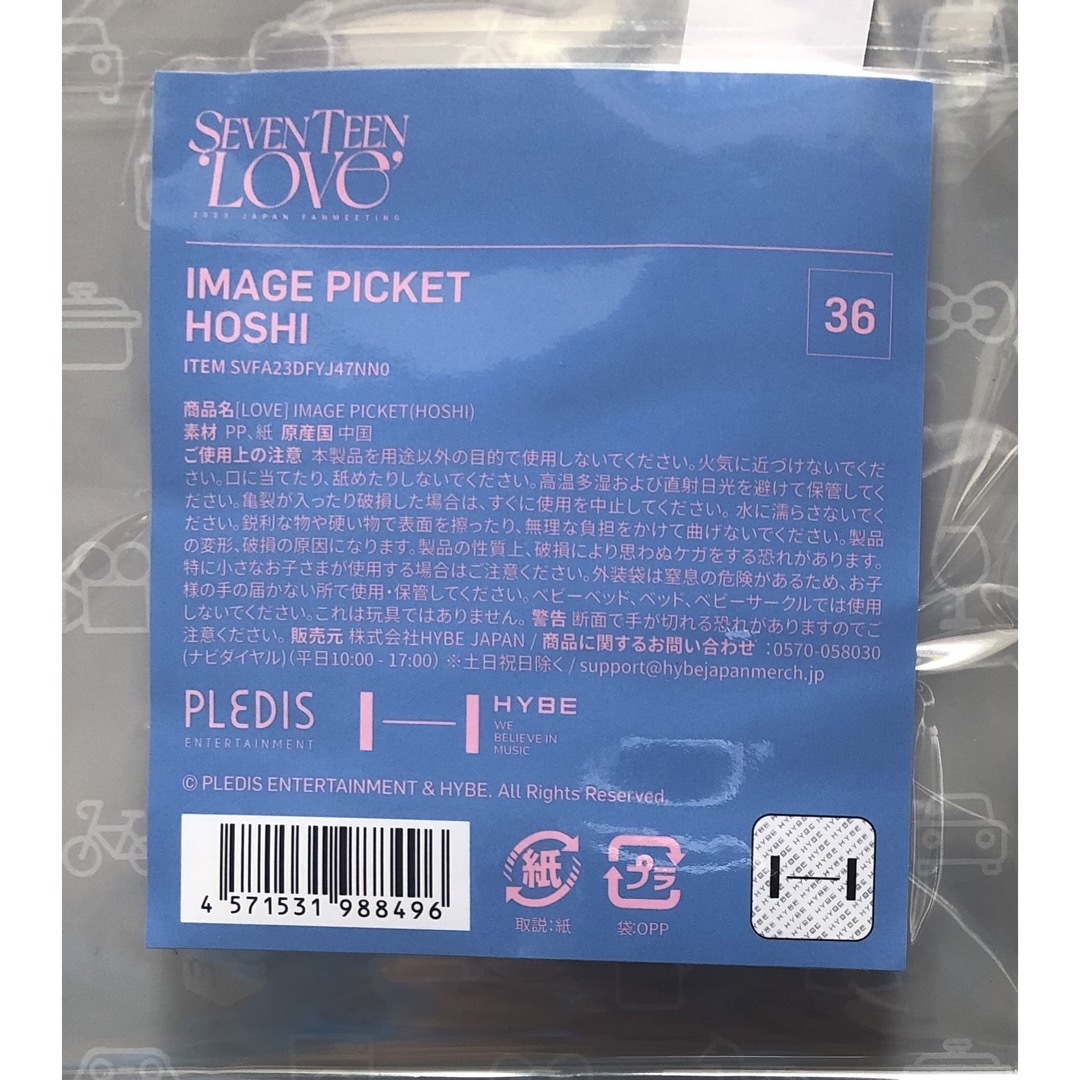 SEVENTEEN
'LOVE'
2023 JAPAN FANMEETING
IMAGE PICKET
HOSHI
36
ITEM SVFA23DFYJ47NN0
商品名[LOVE] IMAGE PICKET(HOSHI)
素材 PP、紙 原産国 中国
ご使用上の注意 本製品を用途以外の目的で使用しないでください。火気に近づけないでくだ
さい。口に当てたり、舐めたりしないでください。高温多湿および直射日光を避けて保管してく
ださい。亀裂が入ったり破損した場合は、すぐに使用を中止してください。水に濡らさないでく
ださい。鋭利な物や硬い物で表面を擦ったり、無理な負担をかけて曲げないでください。製品
の変形、破損の原因になります。製品の性質上、破損により思わぬケガをする恐れがあります。
特に小さなお子さまが使用する場合はご注意ください。外装袋は窒息の危険があるため、お子
様の手の届かない所で使用・保管してください。ベビーベッド、ベッド、ベビーサークルでは使用
しないでください。これは玩具ではありません。警告 断面で手が切れる恐れがありますのでご
注意ください。販売元 株式会社HYBE JAPAN / 商品に関するお問い合わせ :0570-058030
(ナビダイヤル)(平日10:00 - 17:00) ※土日祝日除く / support@hybejapanmerch.jp
PLEDIS
ENTERTAINMENT
HYBE
WE
BELIEVE IN
MUSIC
© PLEDIS ENTERTAINMENT & HYBE. All Rights Reserved.
4 571531 988496
紙
取説:紙
プラ
袋:OPP
HYBE